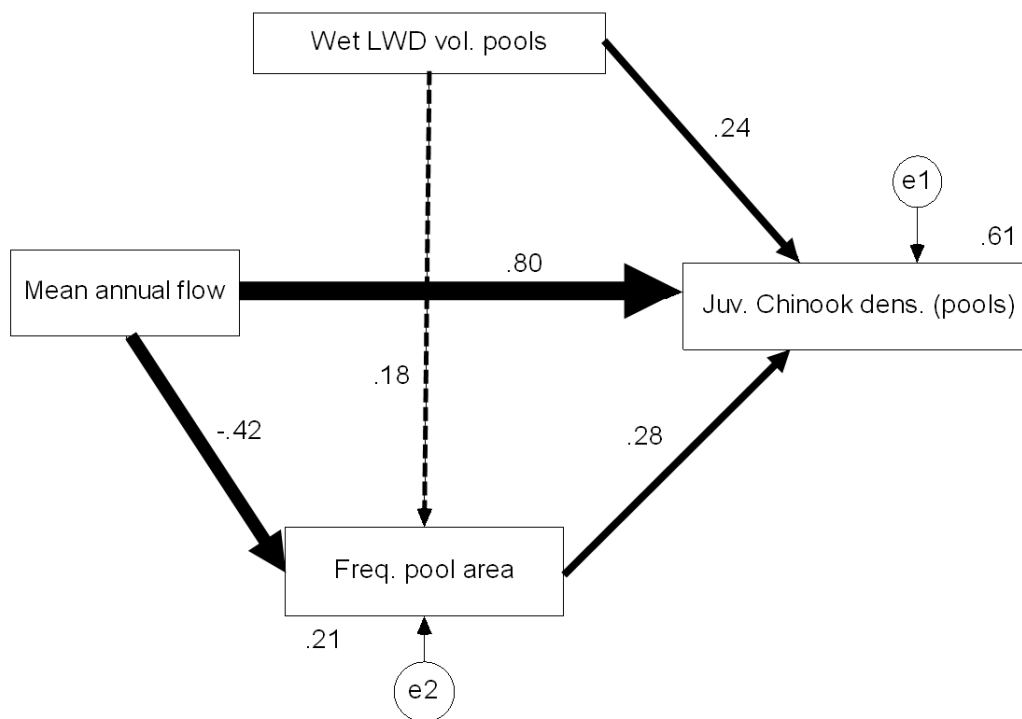 Wet LWD vol. pools
.24
e1
.61
.80
Mean annual flow
Juv. Chinook dens. (pools)
.18
-.42
.28
Freq. pool area
.21
e2